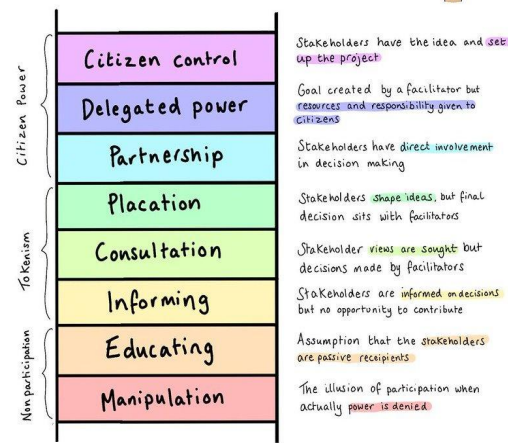 Citizen Power
Tokenism
Nonparticipation
Citizen control
Stakeholders have the idea and set
up the project
Delegated power
Goal created by a facilitator but
resources and responsibility given to
citizens
Partnership
Stakeholders have direct involvement
in decision making
Placation
Stakeholders shape ideas, but final
decision sits with facilitators
Consultation
Stakeholder views are sought but
decisions made by facilitators
Informing
Stakeholders are informed on decisions
but no opportunity to contribute
Educating
Assumption that the stakeholders
are passive receipients
Manipulation
The illusion of participation when
actually power is denied